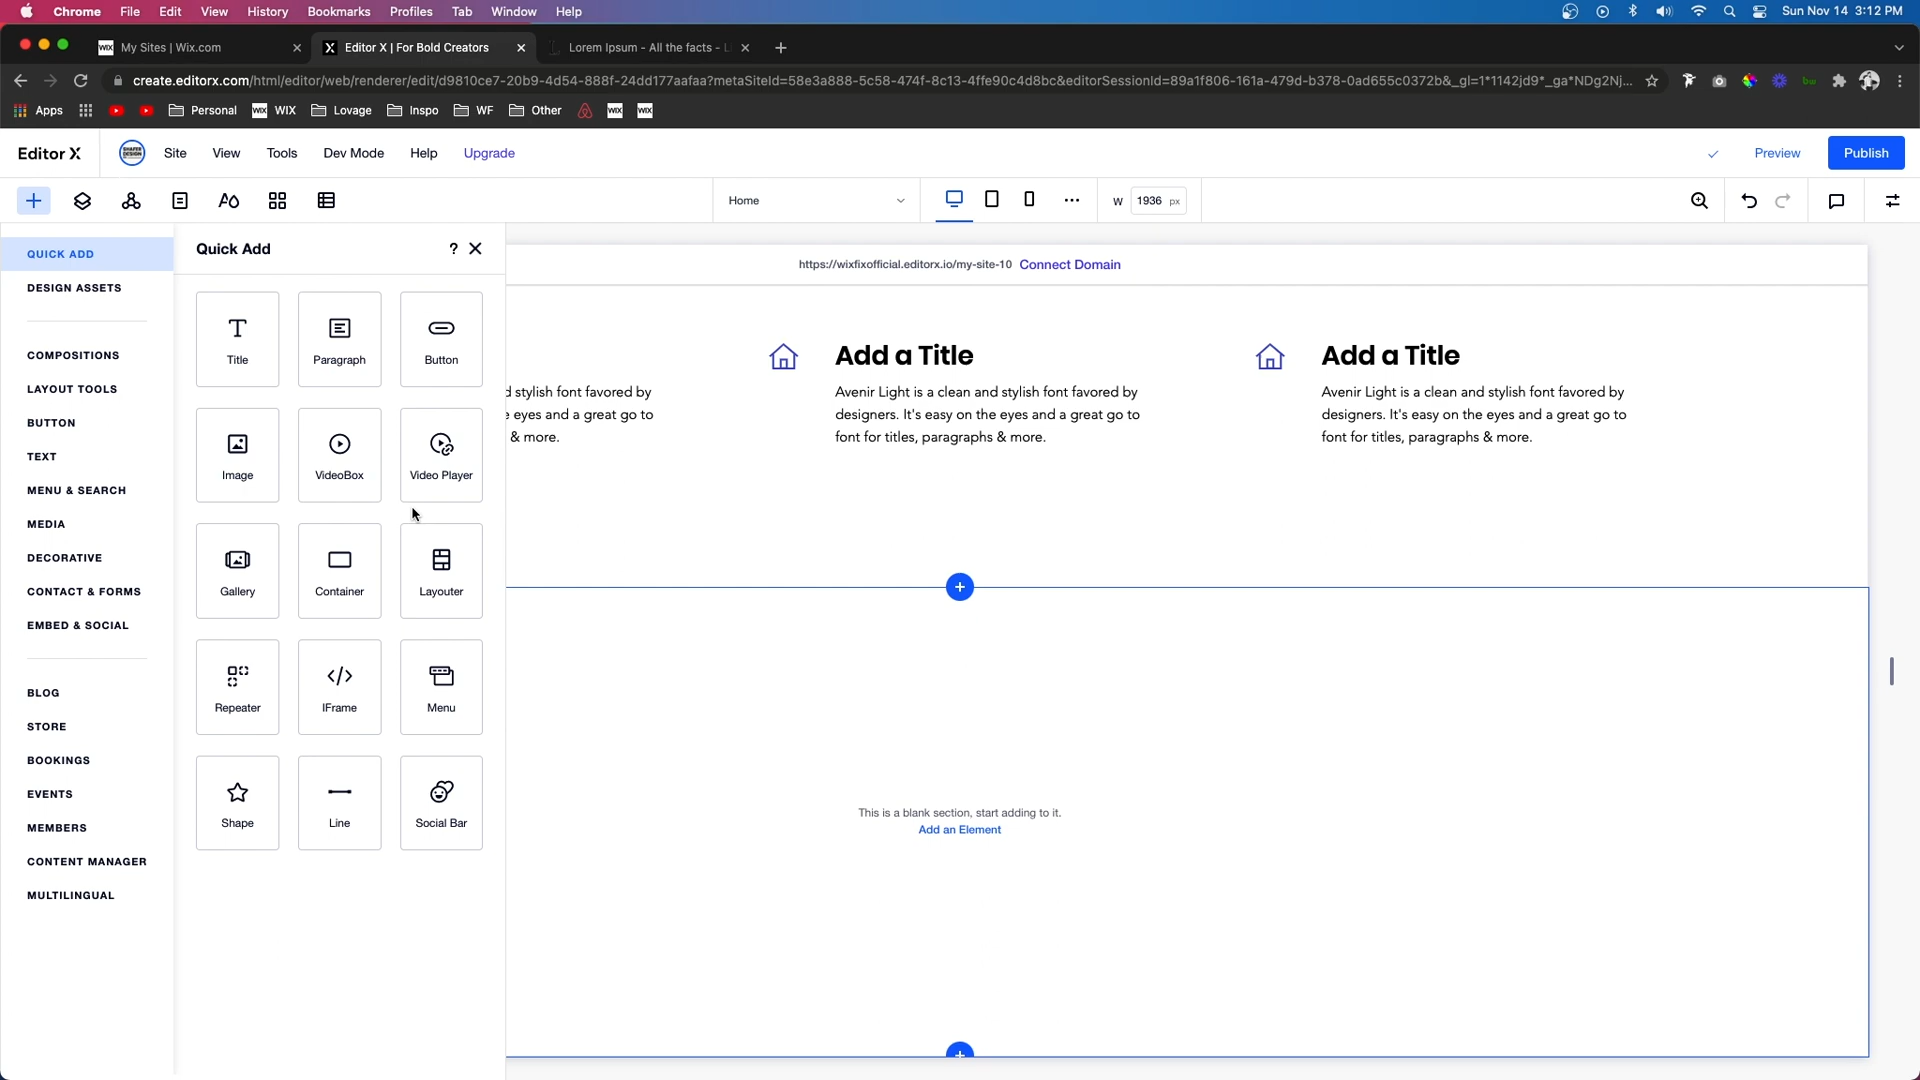 Chrome File Edit View History Bookmarks Profiles Tab Window Help Sun Nov 14 3:12 PM
WIX My Sites | Wix.com X Editor X | For Bold Creators Lorem Ipsum - All the facts -
create.editorx.com/html/editor/web/renderer/edit/d9810ce7-20b9-4d54-888f-24dd177aafaa?metaSiteId=58e3a888-5c58-474f-8c13-4ffe90c4d8bc&editorSessionId=89a1f806-161a-479d-b378-0ad655c0372b&_gl=1*1142jd9*_ga*NDg2Nj...
Apps Personal WIX WIX Lovage Inspo WF Other WIX WIX
Editor X Site View Tools Dev Mode Help Upgrade Preview Publish
Home W 1936 px
QUICK ADD
DESIGN ASSETS
COMPOSITIONS
LAYOUT TOOLS
BUTTON
TEXT
MENU & SEARCH
MEDIA
DECORATIVE
CONTACT & FORMS
EMBED & SOCIAL
BLOG
STORE
BOOKINGS
EVENTS
MEMBERS
CONTENT MANAGER
MULTILINGUAL
Quick Add ?
Title Paragraph Button
Image VideoBox Video Player
Gallery Container Layouter
Repeater IFrame Menu
Shape Line Social Bar
https://wixfixofficial.editorx.io/my-site-10 Connect Domain
d stylish font favored by
e eyes and a great go to
& more.
Add a Title
Avenir Light is a clean and stylish font favored by
designers. It's easy on the eyes and a great go to
font for titles, paragraphs & more.
Add a Title
Avenir Light is a clean and stylish font favored by
designers. It's easy on the eyes and a great go to
font for titles, paragraphs & more.
This is a blank section, start adding to it.
Add an Element